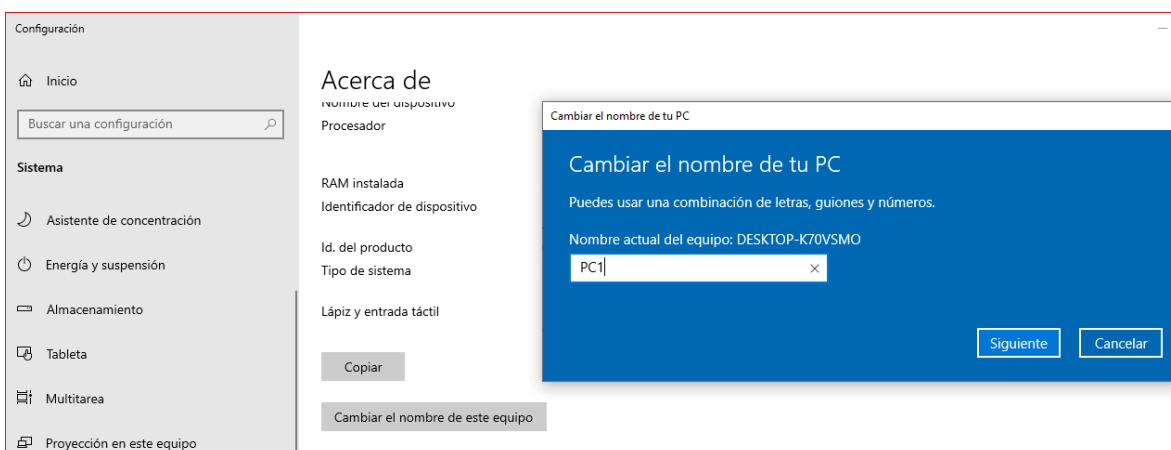 Configuración
Inicio
Buscar una configuración
Sistema
Asistente de concentración
Energía y suspensión
Almacenamiento
Tableta
Multitarea
Proyección en este equipo
Acerca de
Nombre del dispositivo
Procesador
RAM instalada
Identificador de dispositivo
Id. del producto
Tipo de sistema
Lápiz y entrada táctil
Copiar
Cambiar el nombre de este equipo
Cambiar el nombre de tu PC
Cambiar el nombre de tu PC
Puedes usar una combinación de letras, guiones y números.
Nombre actual del equipo: DESKTOP-K70VSMO
PC1
Siguiente
Cancelar